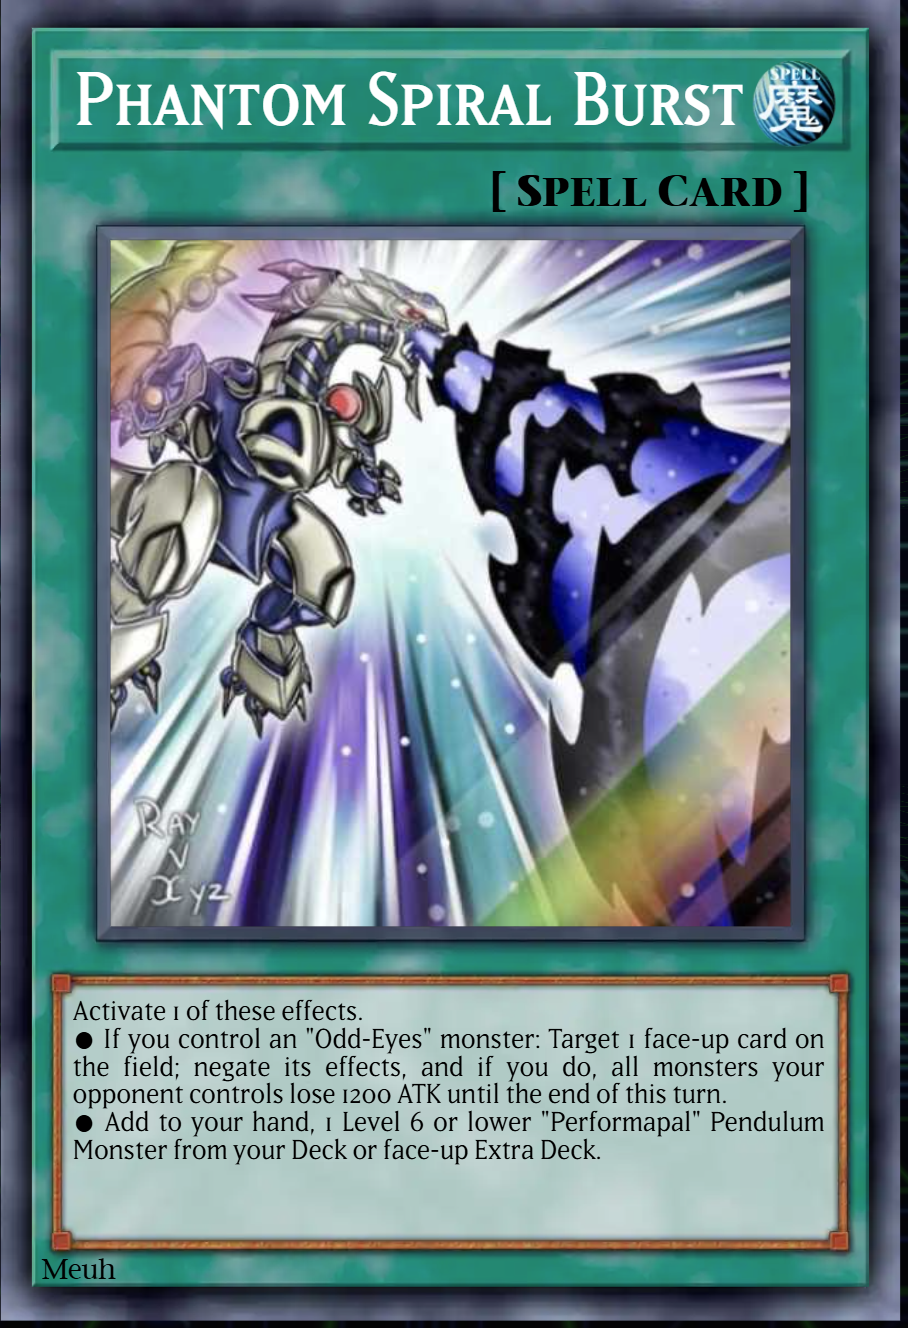 Phantom Spiral Burst
SPELL
魔
[ Spell Card ]
Ray
V
Xyz
Activate 1 of these effects.
● If you control an "Odd-Eyes" monster: Target 1 face-up card on
the field; negate its effects, and if you do, all monsters your
opponent controls lose 1200 ATK until the end of this turn.
● Add to your hand, 1 Level 6 or lower "Performapal" Pendulum
Monster from your Deck or face-up Extra Deck.
Meuh